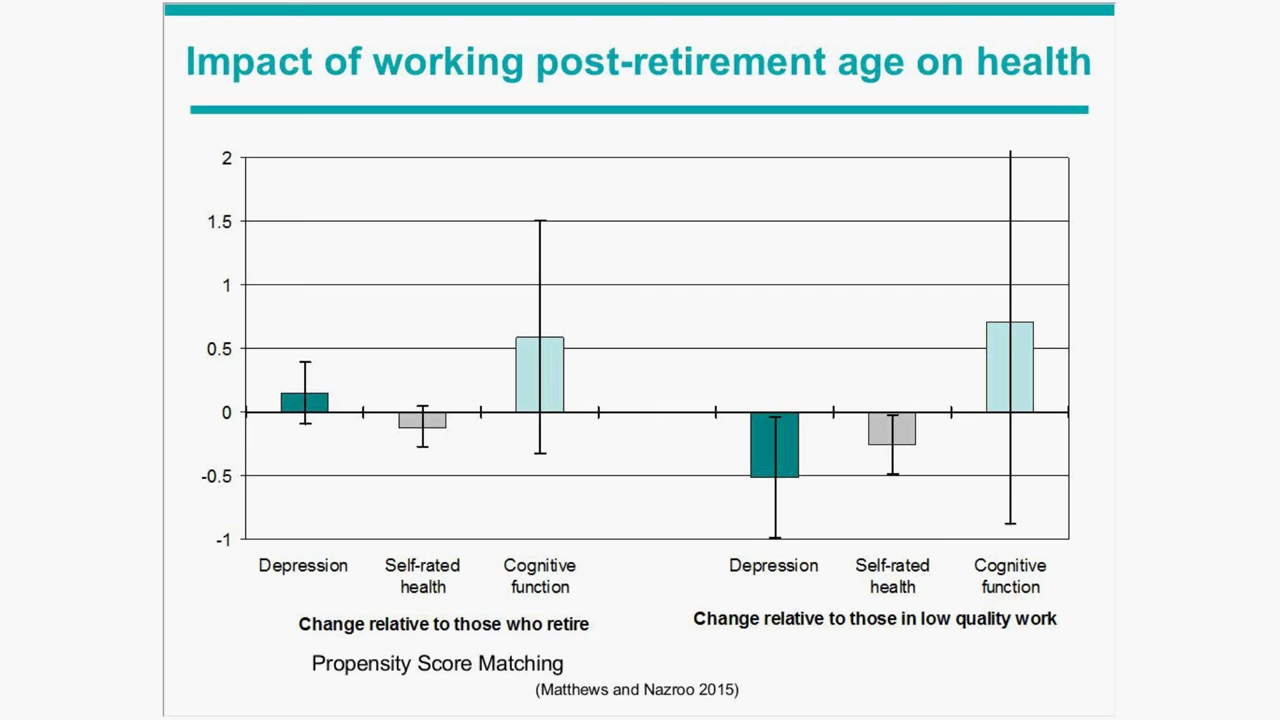 Impact of working post-retirement age on health
2
1.5
1
0.5
0
-0.5
-1
Depression
Self-rated
health
Cognitive
function
Depression
Self-rated
health
Cognitive
function
Change relative to those who retire
Change relative to those in low quality work
Propensity Score Matching
(Matthews and Nazroo 2015)